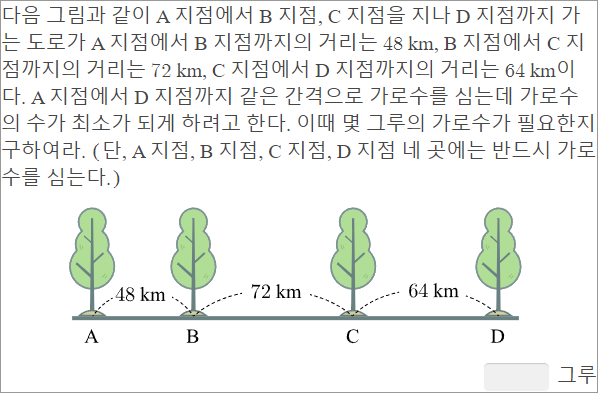 다음 그림과 같이 A 지점에서 B 지점, C 지점을 지나 D 지점까지 가
는 도로가 A 지점에서 B 지점까지의 거리는 48 km, B 지점에서 C 지
점까지의 거리는 72 km, C 지점에서 D 지점까지의 거리는 64 km이
다. A 지점에서 D 지점까지 같은 간격으로 가로수를 심는데 가로수
의 수가 최소가 되게 하려고 한다. 이때 몇 그루의 가로수가 필요한지
구하여라. (단, A 지점, B 지점, C 지점, D 지점 네 곳에는 반드시 가로
수를 심는다.)
48 km 72 km 64 km
A B C D
그루